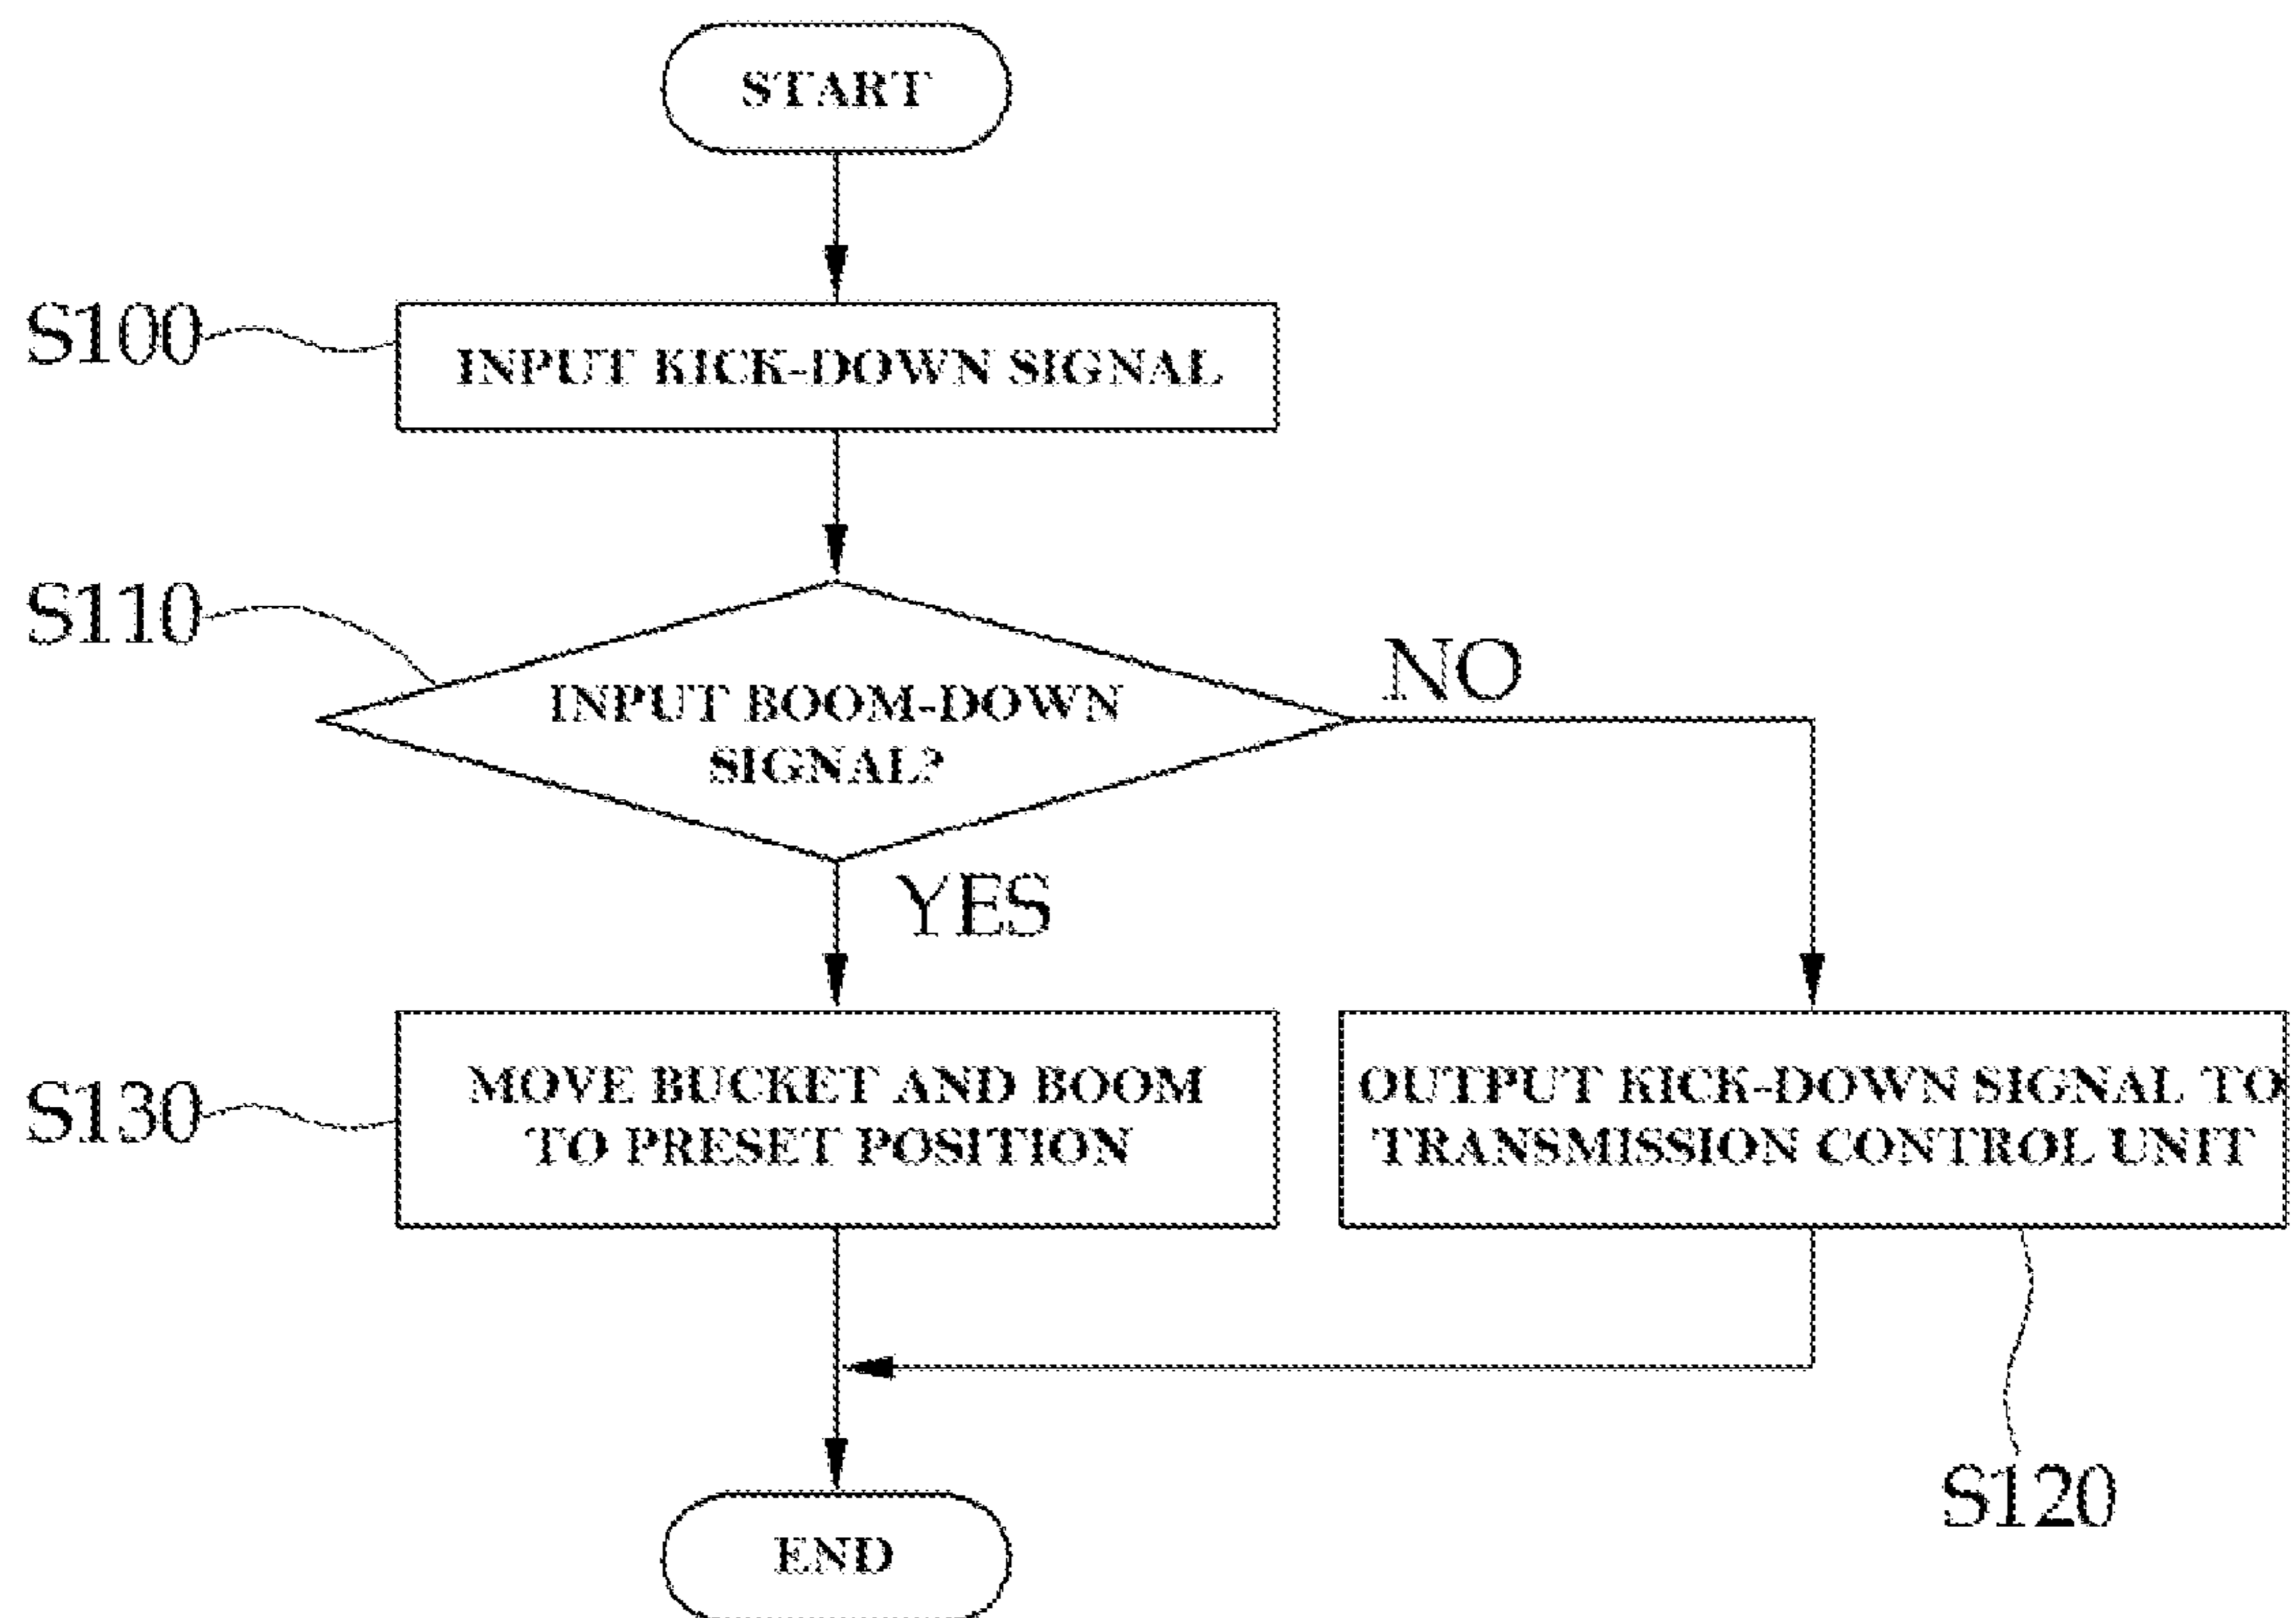 START
S100
INPUT KICK-DOWN SIGNAL
S110
INPUT BOOM-DOWN
SIGNAL?
NO
YES
S130
MOVE BUCKET AND BOOM
TO PRESET POSITION
OUTPUT KICK-DOWN SIGNAL TO
TRANSMISSION CONTROL UNIT
S120
END